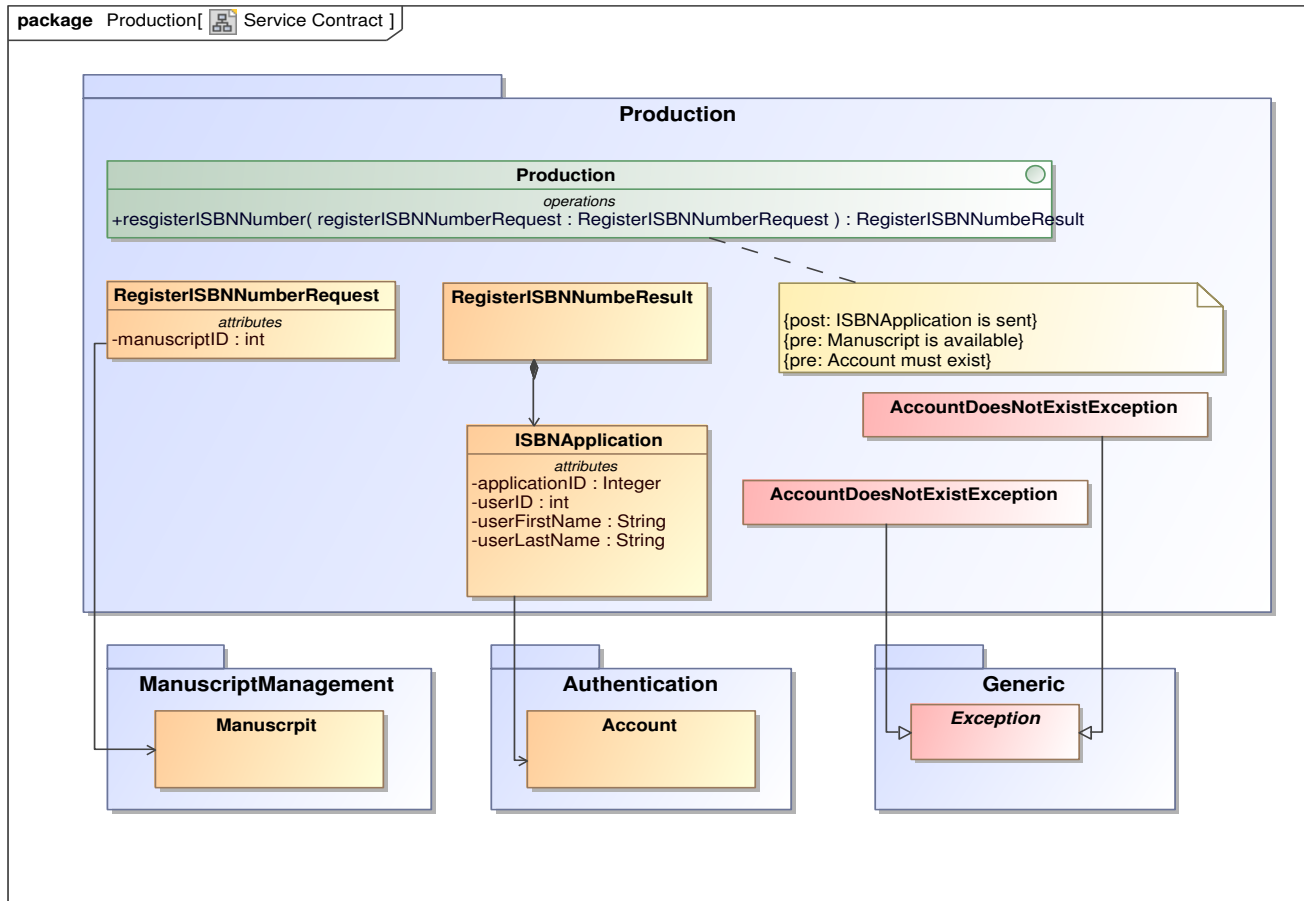 package Production[ Service Contract ]
Production
Production
operations
+resgisterISBNNumber( registerISBNNumberRequest : RegisterISBNNumberRequest ) : RegisterISBNNumbeResult
RegisterISBNNumberRequest
attributes
-manuscriptID : int
RegisterISBNNumbeResult
{post: ISBNApplication is sent}
{pre: Manuscript is available}
{pre: Account must exist}
AccountDoesNotExistException
ISBNApplication
attributes
-applicationID : Integer
-userID : int
-userFirstName : String
-userLastName : String
AccountDoesNotExistException
ManuscriptManagement
Manuscrpit
Authentication
Account
Generic
Exception